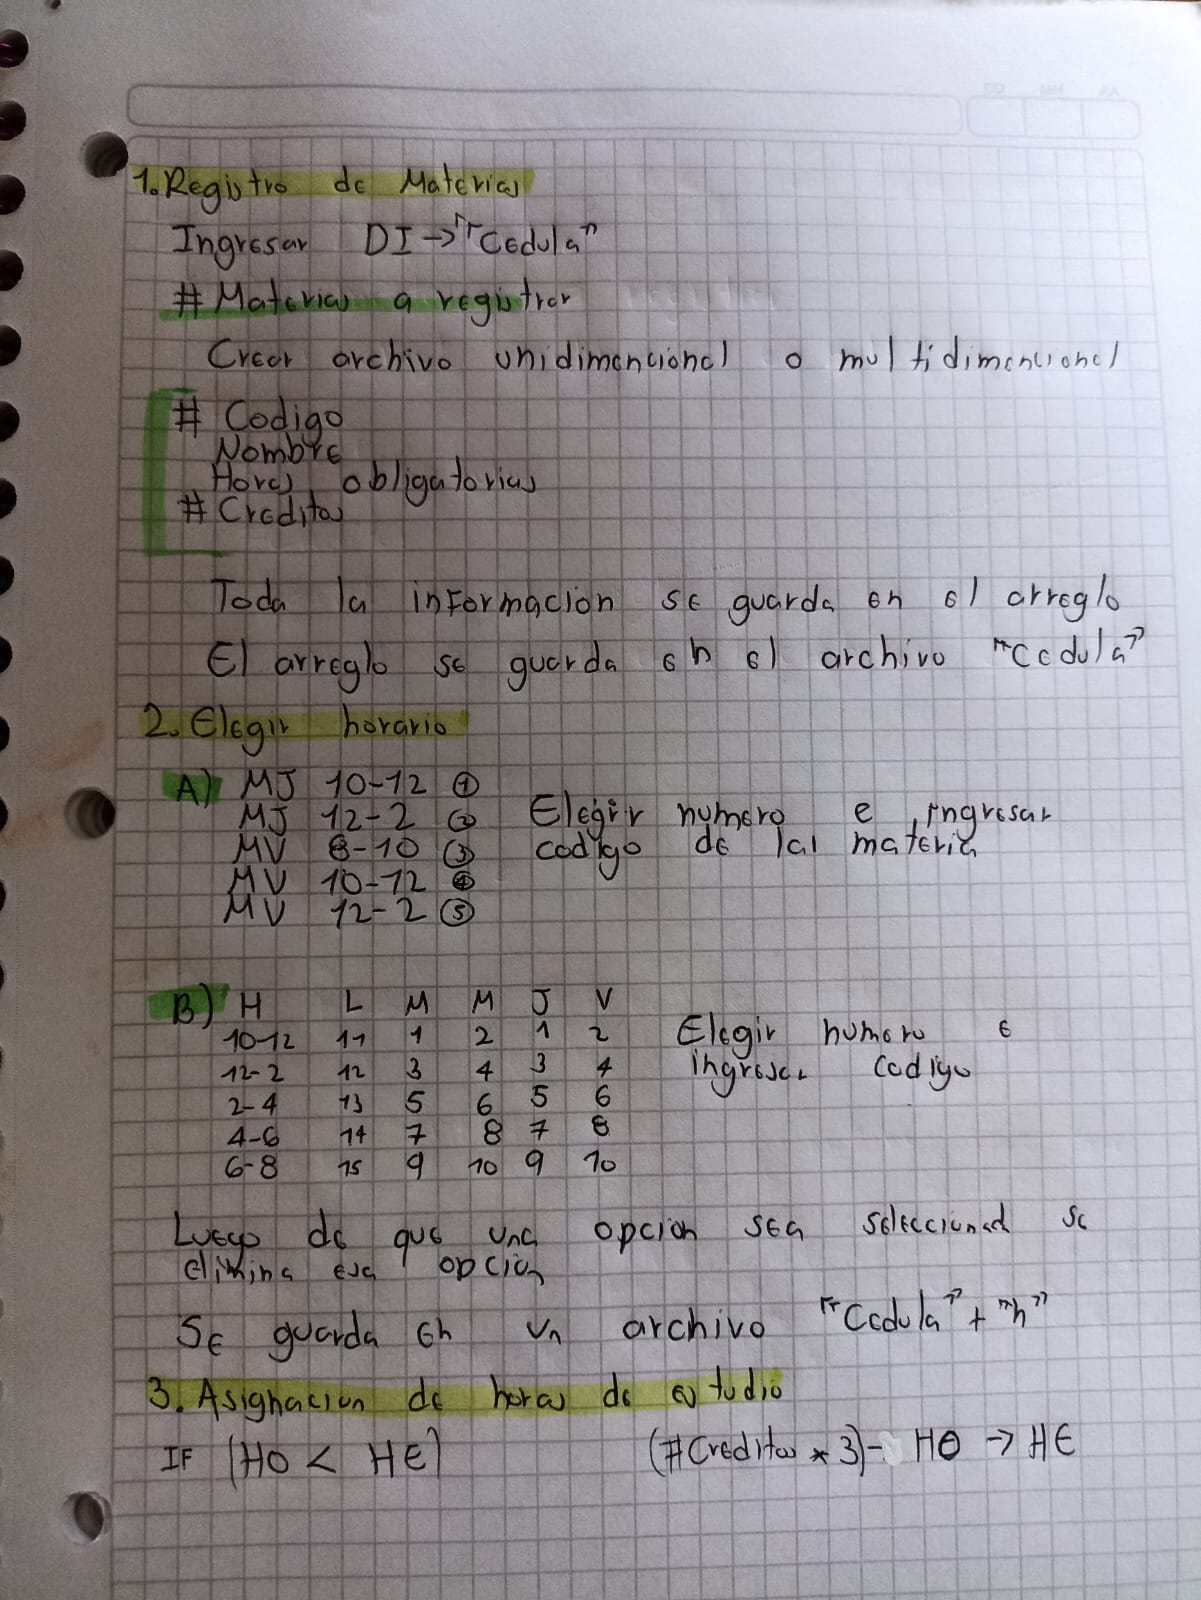 DD MM AA
1. Registro de Materias
Ingresar DI → "Cedula"
# Materias a registrar
Crear archivo unidimencional o multidimencional
# Codigo
Nombre
Horas obligatorias
# Creditos
Toda la informacion se guarda en el arreglo
El arreglo se guarda en el archivo "Cedula"
2. Elegir horario
A) MJ 10-12 ①
MJ 12-2 ② Elegir numero e ingresar
MV 8-10 ③ codigo de la materia
MV 10-12 ④
MV 12-2 ⑤
B) H L M M J V
10-12 11 1 2 1 2 Elegir numero e
12-2 12 3 4 3 4 ingresar codigo
2-4 13 5 6 5 6
4-6 14 7 8 7 8
6-8 15 9 10 9 10
Luego de que una opcion sea seleccionad se
elimina esa opcion
Se guarda en un archivo "Cedula" + "h"
3. Asignacion de horas de estudio
IF (HO < HE) (#Creditos * 3) - HO → HE